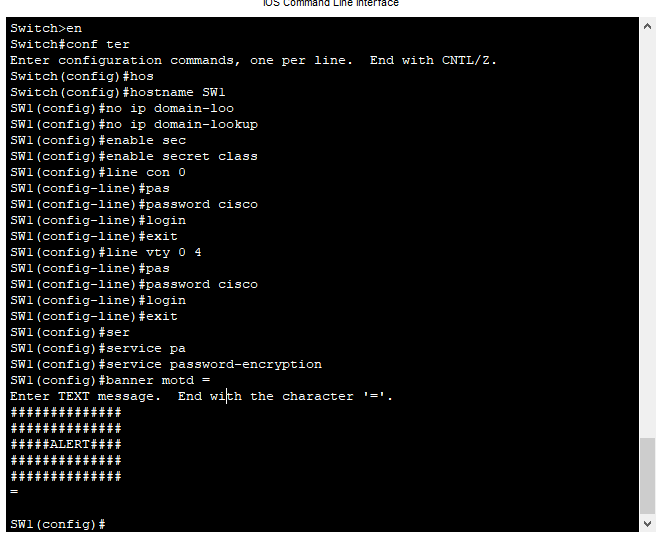 IOS Command Line Interface
Switch>en
Switch#conf ter
Enter configuration commands, one per line.  End with CNTL/Z.
Switch(config)#hos
Switch(config)#hostname SW1
SW1(config)#no ip domain-loo
SW1(config)#no ip domain-lookup
SW1(config)#enable sec
SW1(config)#enable secret class
SW1(config)#line con 0
SW1(config-line)#pas
SW1(config-line)#password cisco
SW1(config-line)#login
SW1(config-line)#exit
SW1(config)#line vty 0 4
SW1(config-line)#pas
SW1(config-line)#password cisco
SW1(config-line)#login
SW1(config-line)#exit
SW1(config)#ser
SW1(config)#service pa
SW1(config)#service password-encryption
SW1(config)#banner motd =
Enter TEXT message.  End with the character '='.
##############
##############
#####ALERT####
##############
##############
=
SW1(config)#